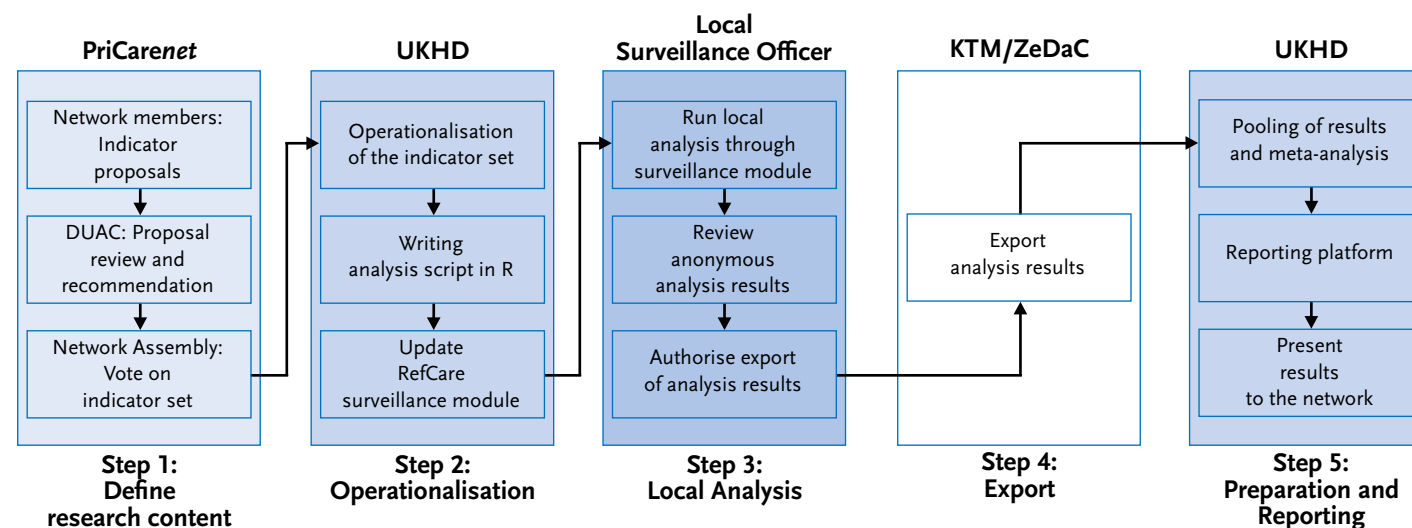 PriCarenet
Network members:
Indicator
proposals
DUAC: Proposal
review and
recommendation
Network Assembly:
Vote on
indicator set
Step 1:
Define
research content
UKHD
Operationalisation
of the indicator set
Writing
analysis script in R
Update
RefCare
surveillance module
Step 2:
Operationalisation
Local
Surveillance Officer
Run local
analysis through
surveillance module
Review
anonymous
analysis results
Authorise export
of analysis results
Step 3:
Local Analysis
KTM/ZeDaC
Export
analysis results
Step 4:
Export
UKHD
Pooling of results
and meta-analysis
Reporting platform
Present
results
to the network
Step 5:
Preparation and
Reporting